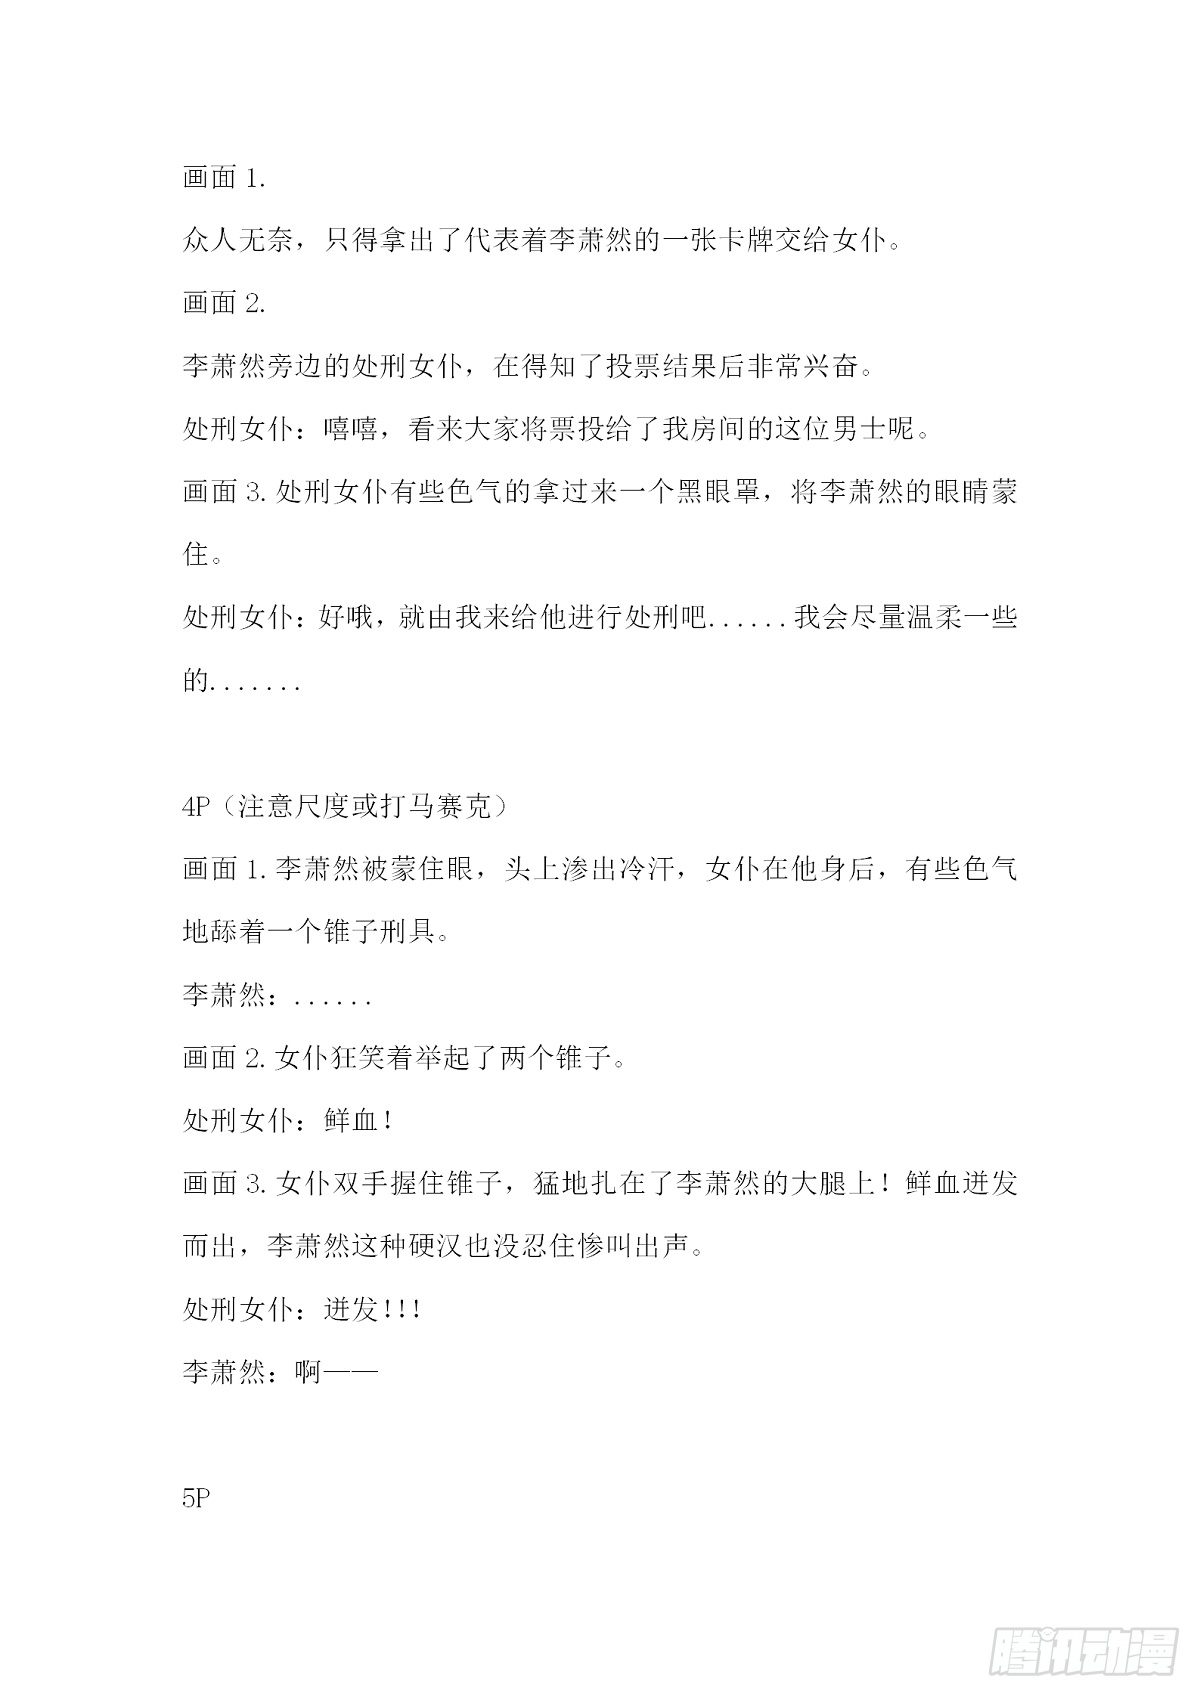 画面 1.
众人无奈，只得拿出了代表着李萧然的一张卡牌交给女仆。
画面 2.
李萧然旁边的处刑女仆，在得知了投票结果后非常兴奋。
处刑女仆：嘻嘻，看来大家将票投给了我房间的这位男士呢。
画面 3. 处刑女仆有些色气的拿过来一个黑眼罩，将李萧然的眼睛蒙
住。
处刑女仆：好哦，就由我来给他进行处刑吧......我会尽量温柔一些
的.......
4P（注意尺度或打马赛克）
画面 1. 李萧然被蒙住眼，头上渗出冷汗，女仆在他身后，有些色气
地舔着一个锥子刑具。
李萧然：......
画面 2. 女仆狂笑着举起了两个锥子。
处刑女仆：鲜血！
画面 3. 女仆双手握住锥子，猛地扎在了李萧然的大腿上！鲜血迸发
而出，李萧然这种硬汉也没忍住惨叫出声。
处刑女仆：迸发！！！
李萧然：啊——
5P
腾讯动漫